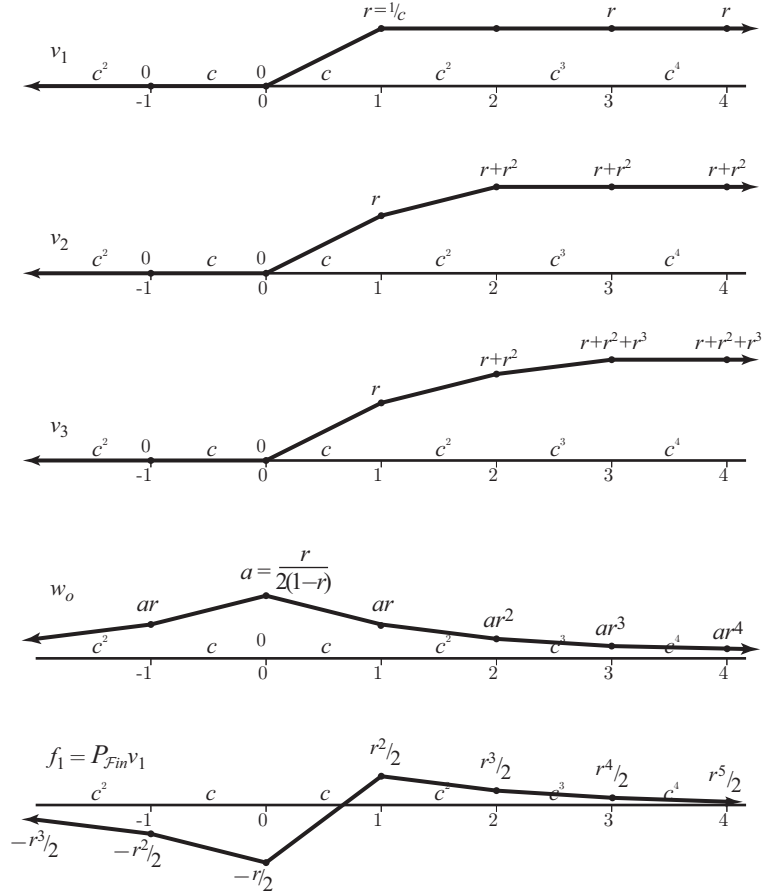 r=1/c r r
v₁ c² 0 c 0 c c² c³ c⁴
-1 0 1 2 3 4
r+r² r+r² r+r²
r
v₂ c² 0 c 0 c c² c³ c⁴
-1 0 1 2 3 4
r+r² r+r²+r³ r+r²+r³
r
v₃ c² 0 c 0 c c² c³ c⁴
-1 0 1 2 3 4
a = r/2(1−r)
wₒ ar ar ar² ar³ ar⁴
c² c 0 c c² c³ c⁴
-1 0 1 2 3 4
f₁ = P_Fin v₁ r²/2 r³/2 r⁴/2 r⁵/2
c² c c c² c³ c⁴
-1 0 1 2 3 4
−r³/2 −r²/2 −r/2